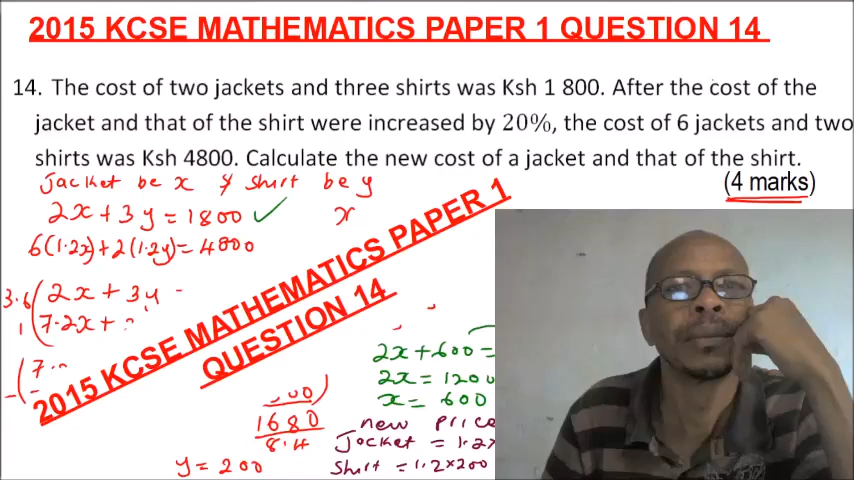 2015 KCSE MATHEMATICS PAPER 1 QUESTION 14
14. The cost of two jackets and three shirts was Ksh 1 800. After the cost of the
jacket and that of the shirt were increased by 20%, the cost of 6 jackets and two
shirts was Ksh 4800. Calculate the new cost of a jacket and that of the shirt.
(4 marks)
Jacket be x & shirt be y
2x + 3y = 1800 ✓
x
6(1.2x)+2(1.2y)= 4800
3.6 ( 2x + 3y
1 ( 7.2x +
-( 7.
2015 KCSE MATHEMATICS PAPER 1
QUESTION 14
1680
8.4
y = 200
2x+600=
2x = 1200
x = 600
new price
Jacket = 1.2x
Shirt = 1.2x200